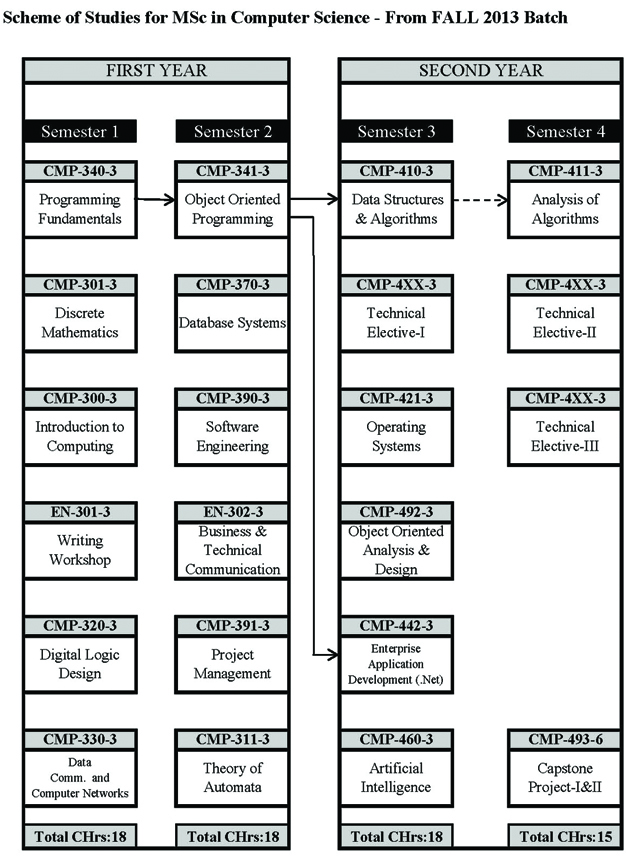 Scheme of Studies for MSc in Computer Science - From FALL 2013 Batch
FIRST YEAR
SECOND YEAR
Semester 1
Semester 2
Semester 3
Semester 4
CMP-340-3
Programming
Fundamentals
CMP-341-3
Object Oriented
Programming
CMP-410-3
Data Structures
& Algorithms
CMP-411-3
Analysis of
Algorithms
CMP-301-3
Discrete
Mathematics
CMP-370-3
Database Systems
CMP-4XX-3
Technical
Elective-I
CMP-4XX-3
Technical
Elective-II
CMP-300-3
Introduction to
Computing
CMP-390-3
Software
Engineering
CMP-421-3
Operating
Systems
CMP-4XX-3
Technical
Elective-III
EN-301-3
Writing
Workshop
EN-302-3
Business &
Technical
Communication
CMP-492-3
Object Oriented
Analysis &
Design
CMP-320-3
Digital Logic
Design
CMP-391-3
Project
Management
CMP-442-3
Enterprise
Application
Development (.Net)
CMP-330-3
Data
Comm. and
Computer Networks
CMP-311-3
Theory of
Automata
CMP-460-3
Artificial
Intelligence
CMP-493-6
Capstone
Project-I&II
Total CHrs:18
Total CHrs:18
Total CHrs:18
Total CHrs:15